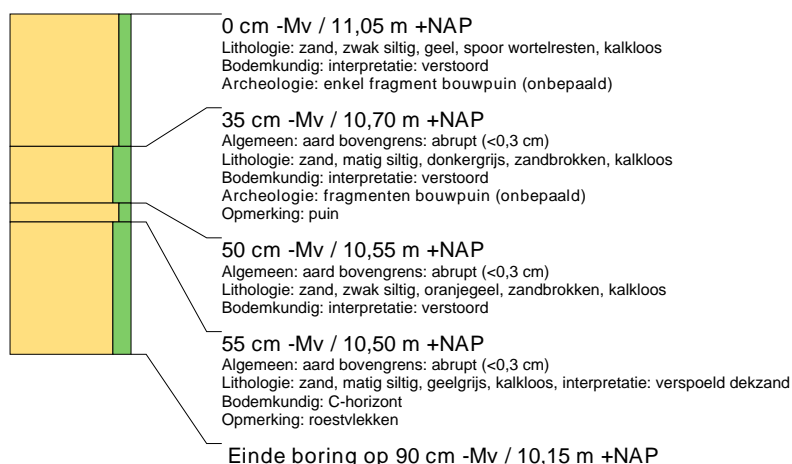 0 cm -Mv / 11,05 m +NAP
Lithologie: zand, zwak siltig, geel, spoor wortelresten, kalkloos
Bodemkundig: interpretatie: verstoord
Archeologie: enkel fragment bouwpuin (onbepaald)
35 cm -Mv / 10,70 m +NAP
Algemeen: aard bovengrens: abrupt (<0,3 cm)
Lithologie: zand, matig siltig, donkergrijs, zandbrokken, kalkloos
Bodemkundig: interpretatie: verstoord
Archeologie: fragmenten bouwpuin (onbepaald)
Opmerking: puin
50 cm -Mv / 10,55 m +NAP
Algemeen: aard bovengrens: abrupt (<0,3 cm)
Lithologie: zand, zwak siltig, oranjegeel, zandbrokken, kalkloos
Bodemkundig: interpretatie: verstoord
55 cm -Mv / 10,50 m +NAP
Algemeen: aard bovengrens: abrupt (<0,3 cm)
Lithologie: zand, matig siltig, geelgrijs, kalkloos, interpretatie: verspoeld dekzand
Bodemkundig: C-horizont
Opmerking: roestvlekken
Einde boring op 90 cm -Mv / 10,15 m +NAP